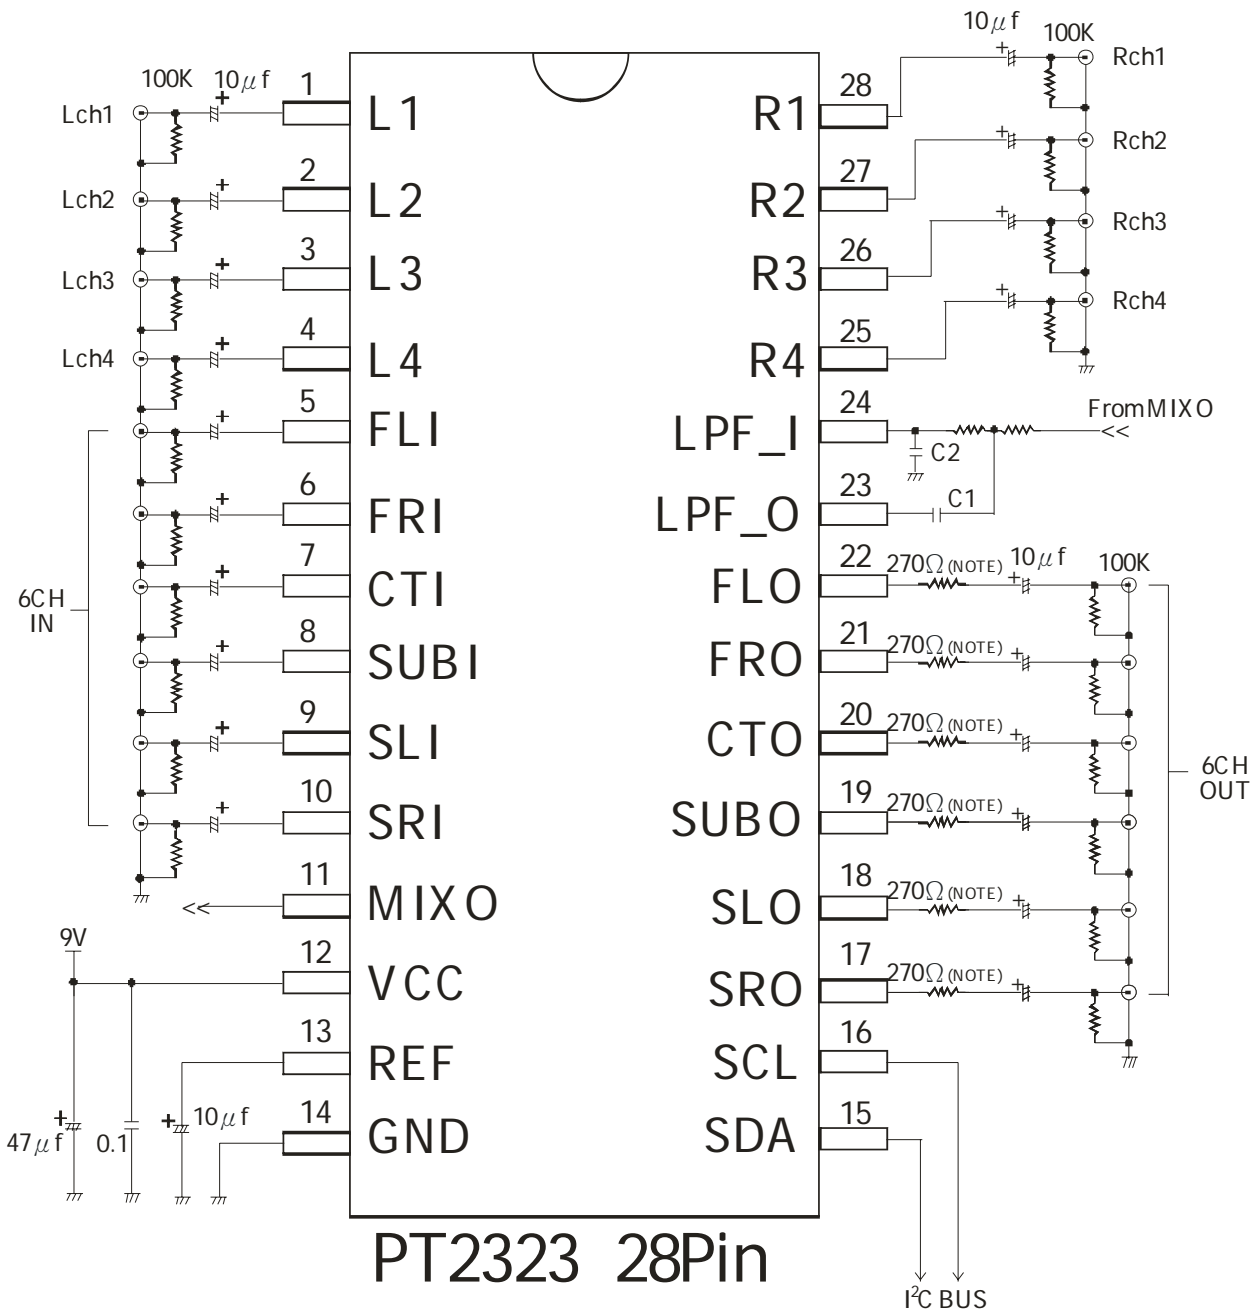 10μf
100K
Rch1
Rch2
Rch3
Rch4
100K
10μf
+
Lch1
+
Lch2
+
Lch3
+
Lch4
+
+
+
+
+
+
6CH
IN
1
L1
2
L2
3
L3
4
L4
5
FLI
6
FRI
7
CTI
8
SUBI
9
SLI
10
SRI
11
MIXO
<<
12
VCC
13
REF
14
GND
28
R1
+
27
R2
+
26
R3
+
25
R4
+
24
LPF_I
From MIXO
<<
C2
23
LPF_O
C1
22
FLO
270Ω (NOTE)
+
10μf
100K
21
FRO
270Ω (NOTE)
+
20
CTO
270Ω (NOTE)
+
19
SUBO
270Ω (NOTE)
+
18
SLO
270Ω (NOTE)
+
17
SRO
270Ω (NOTE)
+
6CH
OUT
16
SCL
15
SDA
9V
+
47μf
0.1
+
10μf
I²C BUS
PT2323 28Pin